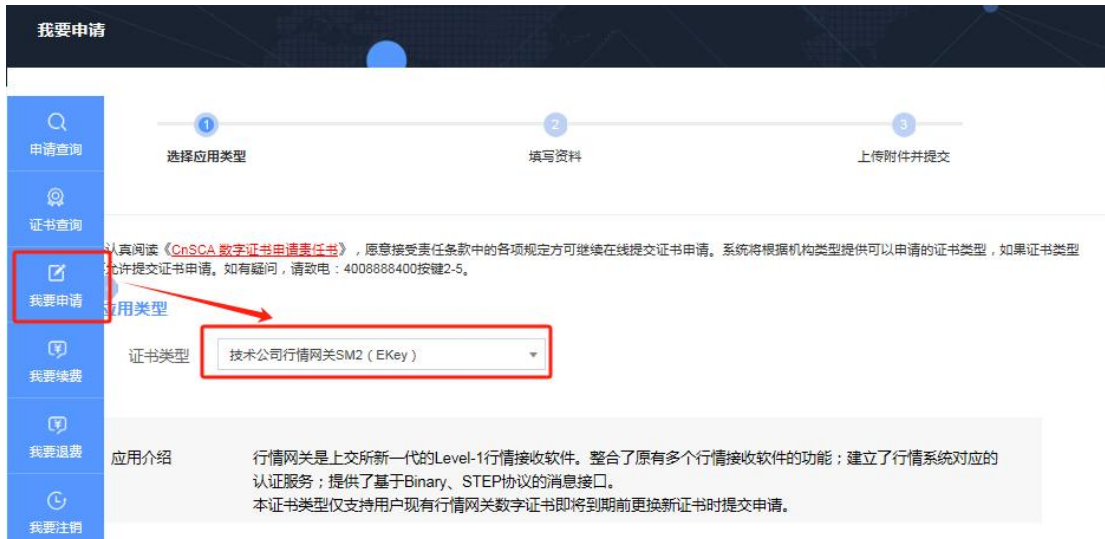 我要申请
申请查询
证书查询
我要申请
我要续费
我要退费
我要注销
1
2
3
选择应用类型
填写资料
上传附件并提交
认真阅读《CnSCA 数字证书申请责任书》，愿意接受责任条款中的各项规定方可继续在线提交证书申请。系统将根据机构类型提供可以申请的证书类型，如果证书类型
允许提交证书申请。如有疑问，请致电：4008888400按键2-5。
应用类型
证书类型
技术公司行情网关SM2（EKey）
应用介绍
行情网关是上交所新一代的Level-1行情接收软件。整合了原有多个行情接收软件的功能；建立了行情系统对应的
认证服务；提供了基于Binary、STEP协议的消息接口。
本证书类型仅支持用户现有行情网关数字证书即将到期前更换新证书时提交申请。